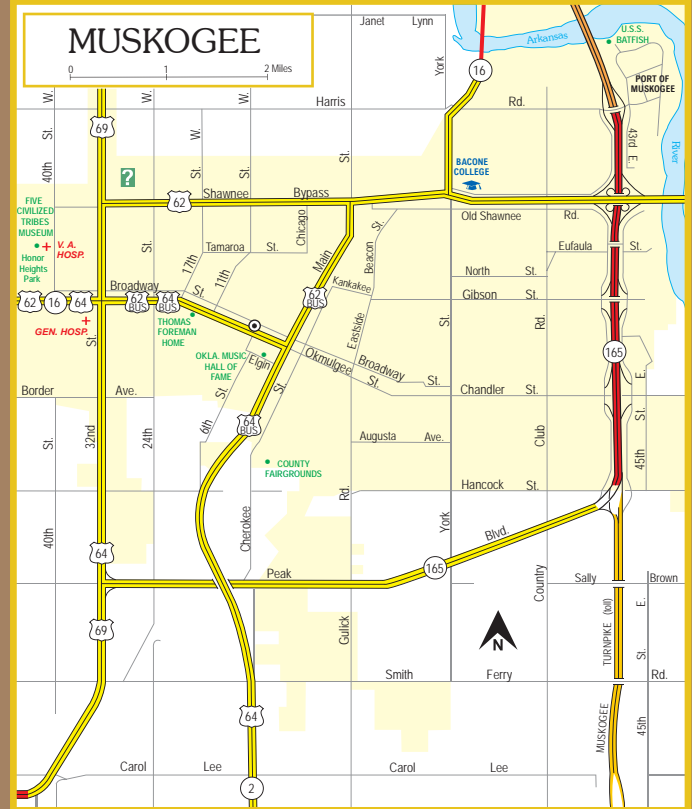 MUSKOGEE
0 1 2 Miles
Janet Lynn
Arkansas
U.S.S.
BATFISH
PORT OF
MUSKOGEE
York
16
W.
W.
W.
Harris Rd.
69
St.
W.
40th
St.
St.
St.
St.
43rd E.
River
?
BACONE
COLLEGE
62
Shawnee Bypass
FIVE
CIVILIZED
TRIBES
MUSEUM
V. A.
HOSP.
Honor
Heights
Park
St.
Chicago
Old Shawnee Rd.
Tamaroa St.
17th
11th
Main
Beacon St.
Eufaula St.
North St.
Kankakee
Gibson St.
Broadway St.
62 16 64
62
BUS
64
BUS
62
BUS
GEN. HOSP.
St.
THOMAS
FOREMAN
HOME
Eastside
St.
Rd.
165
OKLA. MUSIC
HALL OF
FAME
Elgin
Okmulgee St.
Broadway St.
Border Ave.
Chandler St.
St.
St.
E.
St.
64
BUS
St.
32nd
24th
6th
Augusta Ave.
Club
45th
COUNTY
FAIRGROUNDS
Hancock St.
Rd.
40th
Cherokee
York
Blvd.
64
Peak
165
Country
Sally Brown
69
Gulick
N
TURNPIKE (toll)
E.
St.
Smith Ferry Rd.
64
MUSKOGEE
45th
Carol Lee Carol Lee
2